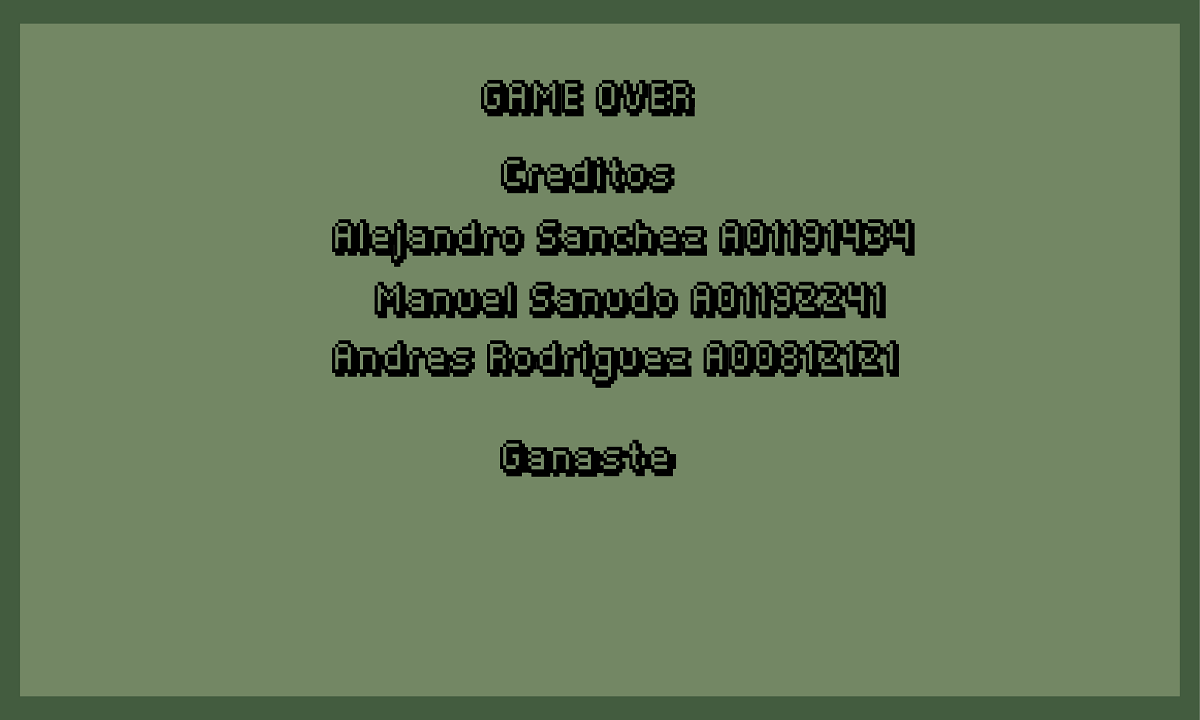 GAME OVER
Creditos
Alejandro Sanchez A01191434
Manuel Sanudo A01192241
Andres Rodriguez A00812121
Ganaste